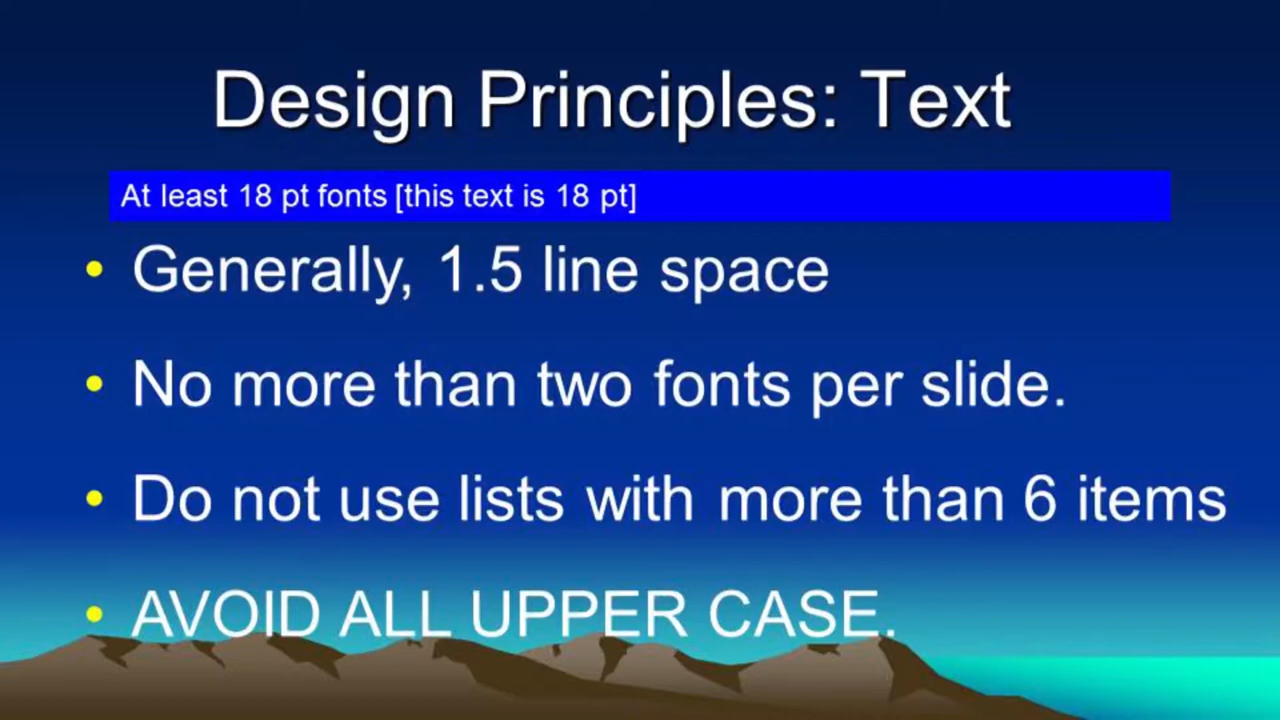 Design Principles: Text
At least 18 pt fonts [this text is 18 pt]
• Generally, 1.5 line space
• No more than two fonts per slide.
• Do not use lists with more than 6 items
• AVOID ALL UPPER CASE.